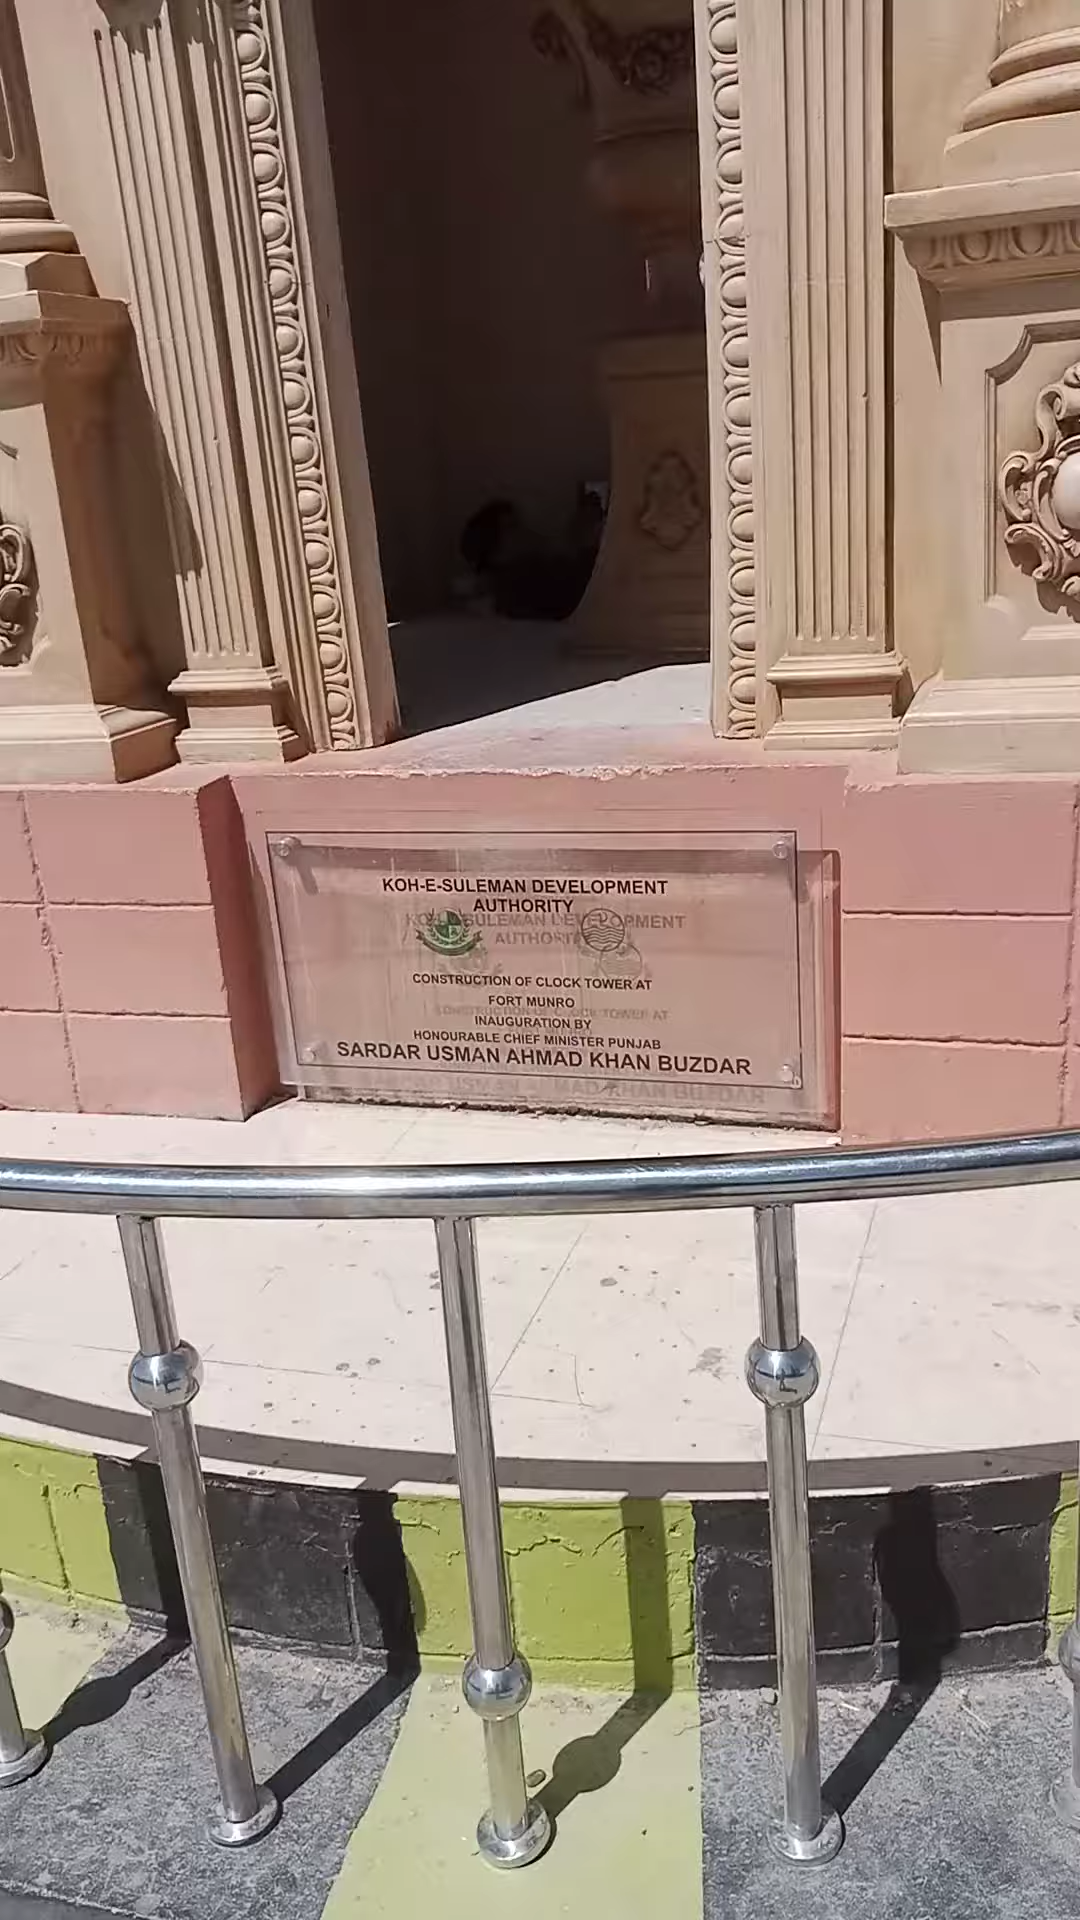 KOH-E-SULEMAN DEVELOPMENT
AUTHORITY
CONSTRUCTION OF CLOCK TOWER AT
FORT MUNRO
INAUGURATION BY
HONOURABLE CHIEF MINISTER PUNJAB
SARDAR USMAN AHMAD KHAN BUZDAR